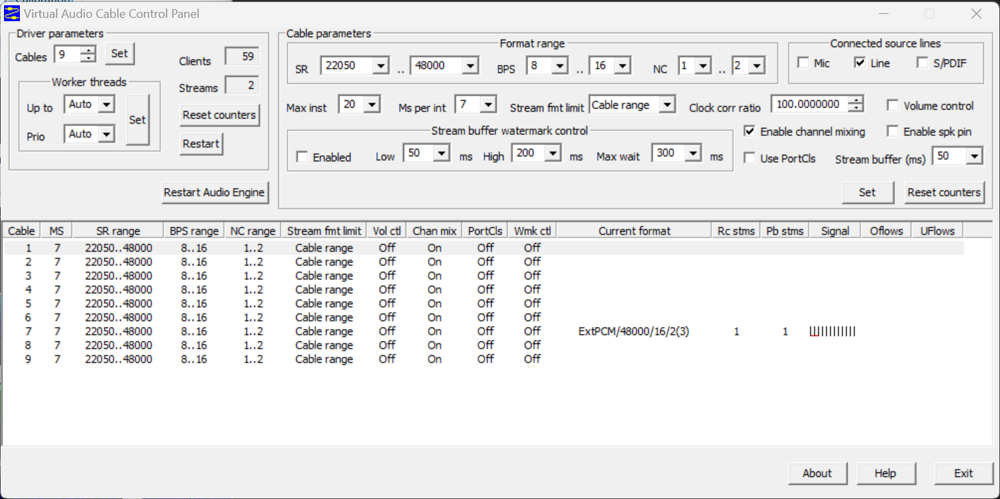 Virtual Audio Cable Control Panel
Driver parameters
Cables 9 Set
Clients 59
Streams 2
Worker threads
Up to Auto
Prio Auto
Set
Reset counters
Restart
Restart Audio Engine
Cable parameters
Format range
SR 22050 .. 48000 BPS 8 .. 16 NC 1 .. 2
Connected source lines
Mic Line S/PDIF
Max inst 20 Ms per int 7 Stream fmt limit Cable range Clock corr ratio 100.0000000 Volume control
Stream buffer watermark control
Enabled Low 50 ms High 200 ms Max wait 300 ms
Enable channel mixing Enable spk pin
Use PortCls Stream buffer (ms) 50
Set Reset counters
Cable MS SR range BPS range NC range Stream fmt limit Vol ctl Chan mix PortCls Wmk ctl Current format Rc stms Pb stms Signal Oflows UFlows
1 7 22050..48000 8..16 1..2 Cable range Off On Off Off
2 7 22050..48000 8..16 1..2 Cable range Off On Off Off
3 7 22050..48000 8..16 1..2 Cable range Off On Off Off
4 7 22050..48000 8..16 1..2 Cable range Off On Off Off
5 7 22050..48000 8..16 1..2 Cable range Off On Off Off
6 7 22050..48000 8..16 1..2 Cable range Off On Off Off
7 7 22050..48000 8..16 1..2 Cable range Off On Off Off ExtPCM/48000/16/2(3) 1 1
8 7 22050..48000 8..16 1..2 Cable range Off On Off Off
9 7 22050..48000 8..16 1..2 Cable range Off On Off Off
About Help Exit